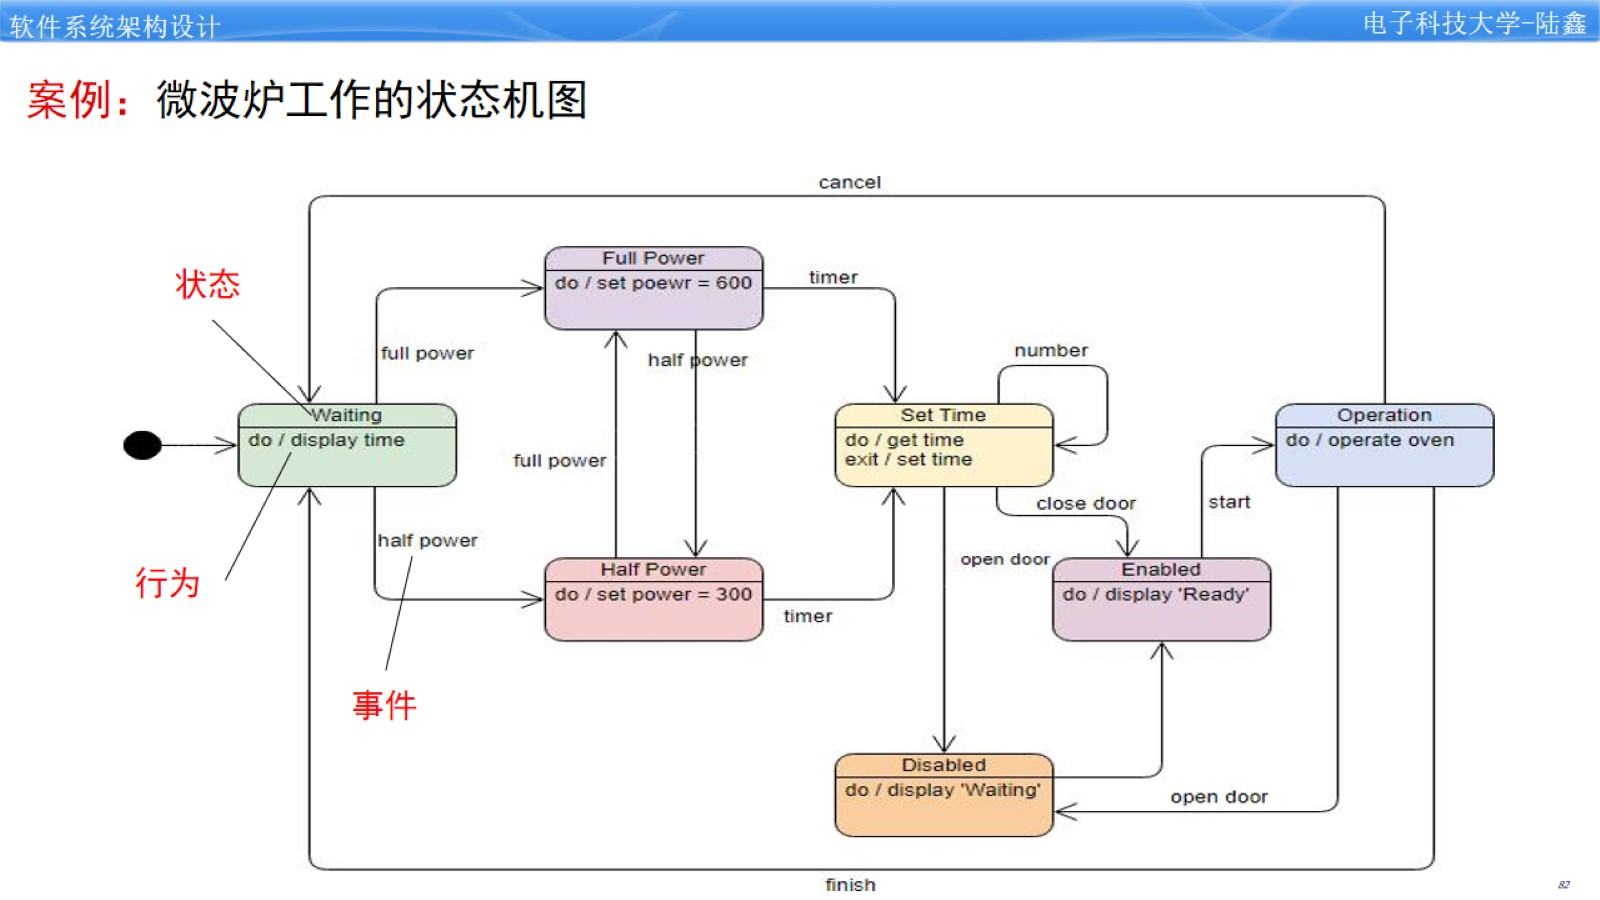 软件系统架构设计
电子科技大学-陆鑫
案例：微波炉工作的状态机图
cancel
状态
Full Power
do / set poewr = 600
timer
full power
half power
number
Waiting
do / display time
Set Time
do / get time
exit / set time
Operation
do / operate oven
full power
close door
start
half power
open door
行为
Half Power
do / set power = 300
Enabled
do / display 'Ready'
timer
事件
Disabled
do / display 'Waiting'
open door
finish
82